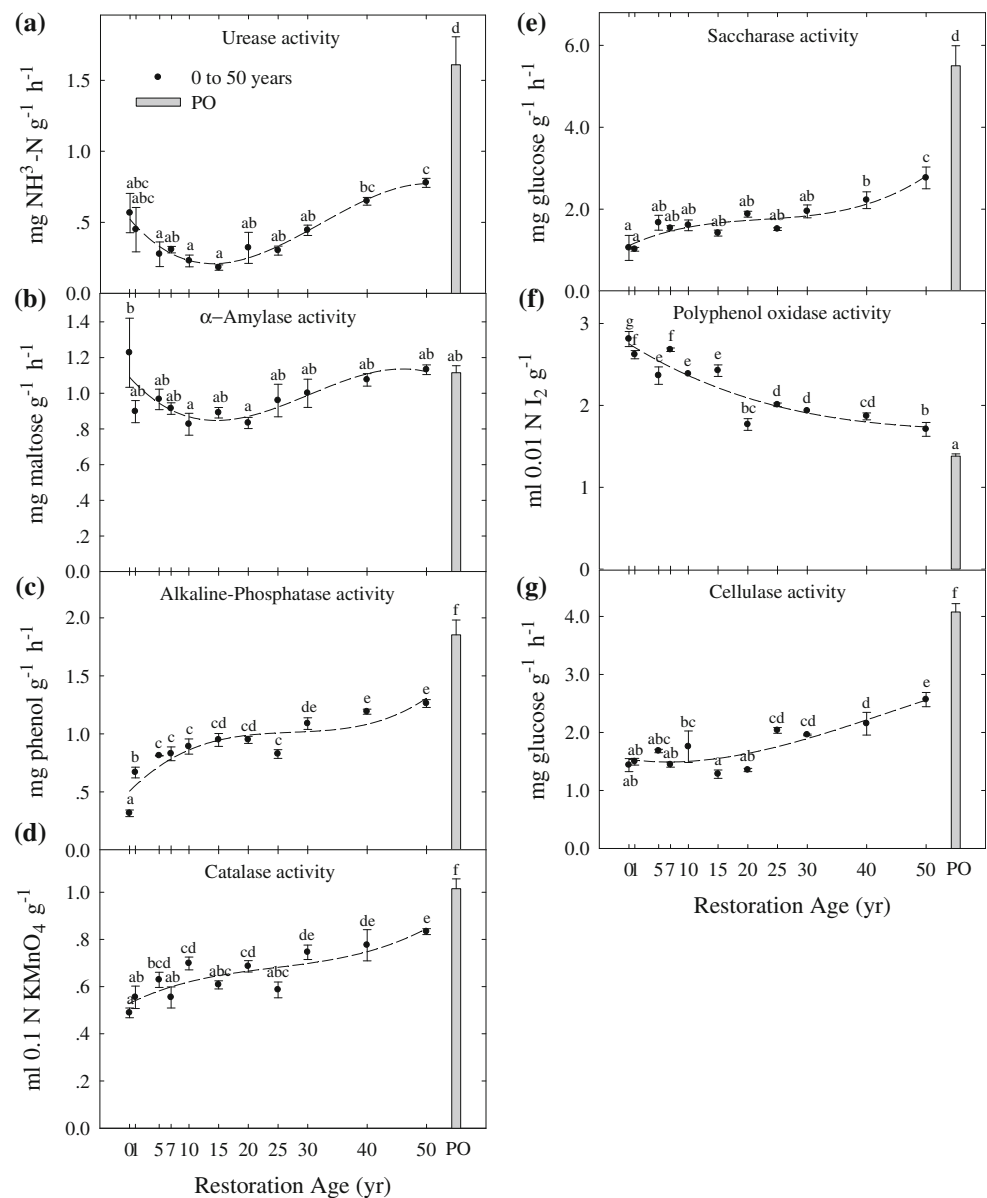 (a)
Urease activity
0 to 50 years
PO
mg NH³-N g⁻¹ h⁻¹
1.5
1.0
.5
0.0
abc
abc
a
ab
a
a
ab
ab
ab
bc
c
d
(b)
α−Amylase activity
mg maltose g⁻¹ h⁻¹
1.4
1.2
1.0
.8
.6
.4
.2
0.0
b
ab
ab
ab
a
ab
a
ab
ab
ab
ab
ab
(c)
Alkaline-Phosphatase activity
mg phenol g⁻¹ h⁻¹
2.0
1.5
1.0
.5
0.0
a
b
c
c
c
cd
cd
c
de
e
e
f
(d)
Catalase activity
ml 0.1 N KMnO₄ g⁻¹
1.0
.8
.6
.4
.2
0.0
a
ab
bcd
ab
cd
abc
cd
abc
de
de
e
f
0 1 5 7 10 15 20 25 30 40 50 PO
Restoration Age (yr)
(e)
Saccharase activity
mg glucose g⁻¹ h⁻¹
6.0
4.0
2.0
0.0
a
a
ab
ab
ab
ab
ab
ab
ab
b
c
d
(f)
Polyphenol oxidase activity
ml 0.01 N I₂ g⁻¹
3
2
1
0
g
f
e
f
e
e
bc
d
d
cd
b
a
(g)
Cellulase activity
mg glucose g⁻¹ h⁻¹
4.0
3.0
2.0
1.0
0.0
ab
ab
abc
ab
bc
a
ab
cd
cd
d
e
f
0 1 5 7 10 15 20 25 30 40 50 PO
Restoration Age (yr)